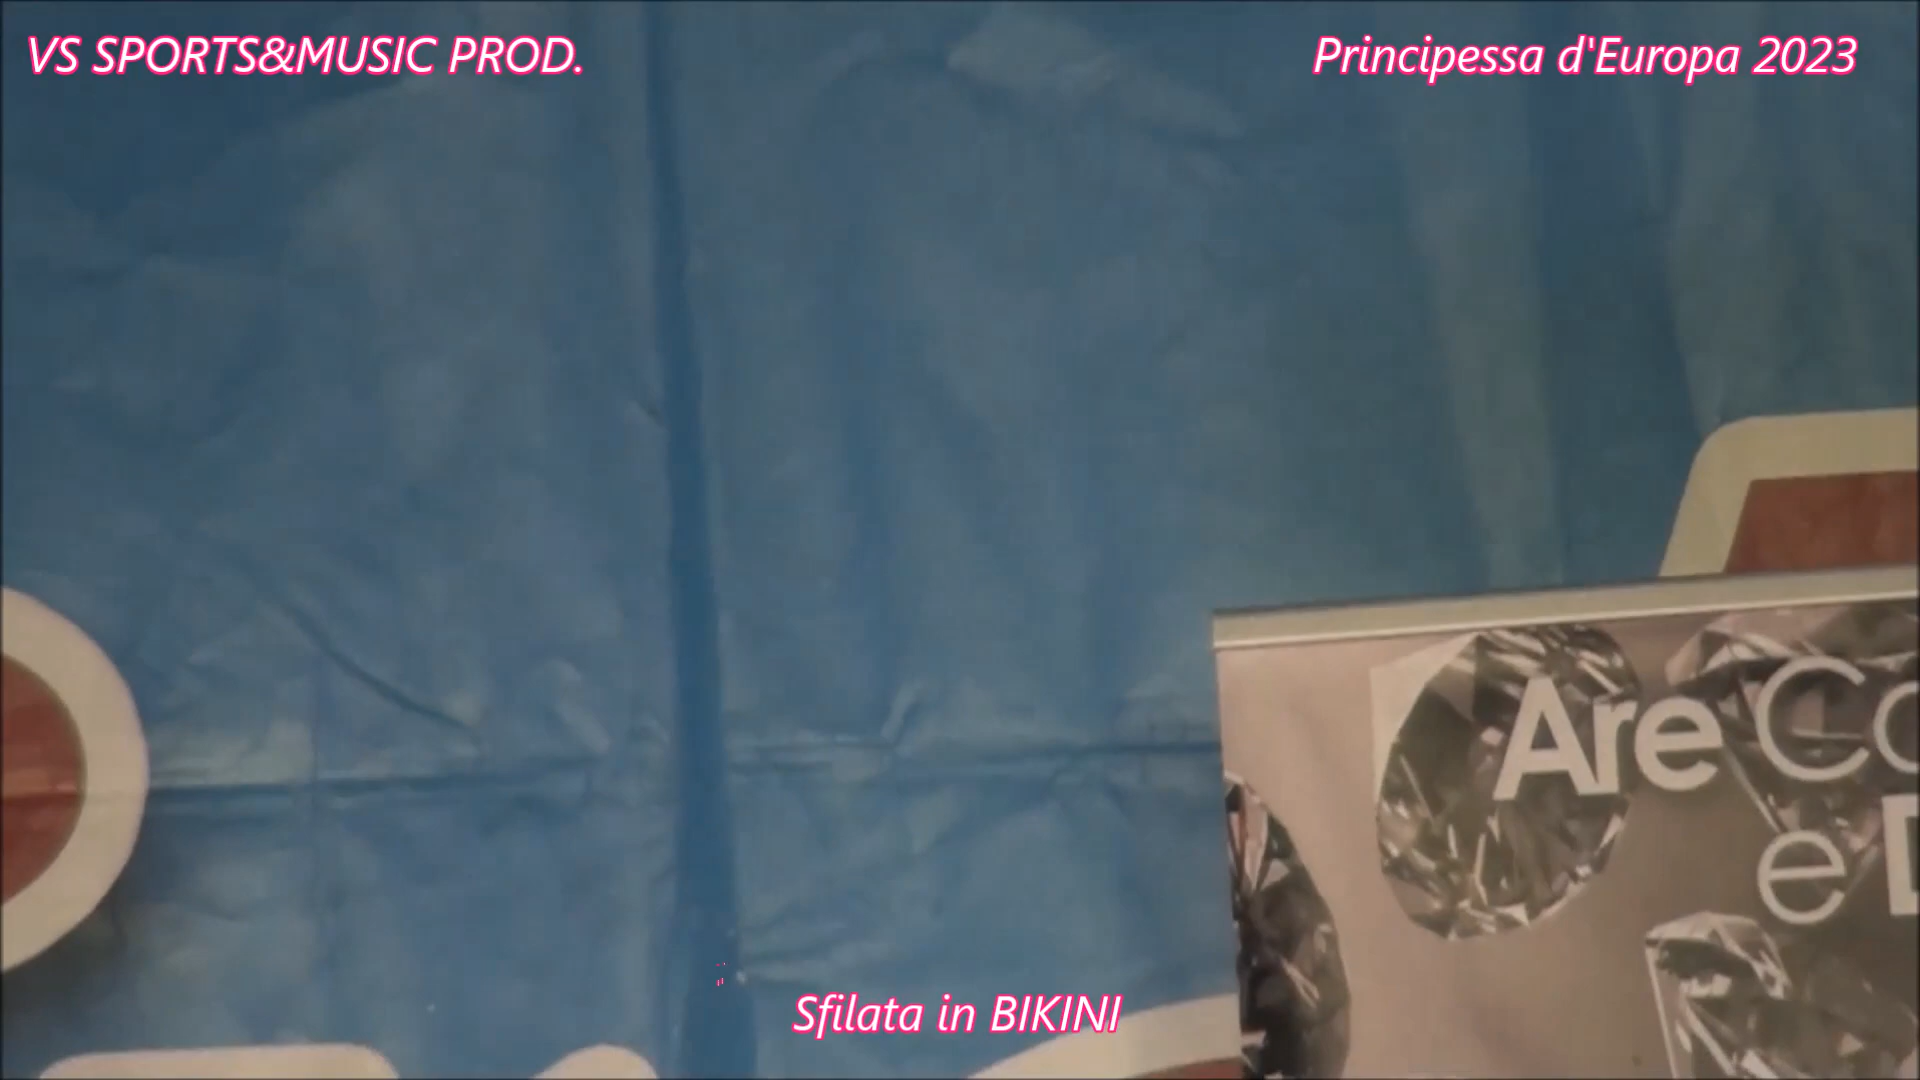 VS SPORTS&MUSIC PROD.
Principessa d'Europa 2023
Are
e
Sfilata in BIKINI